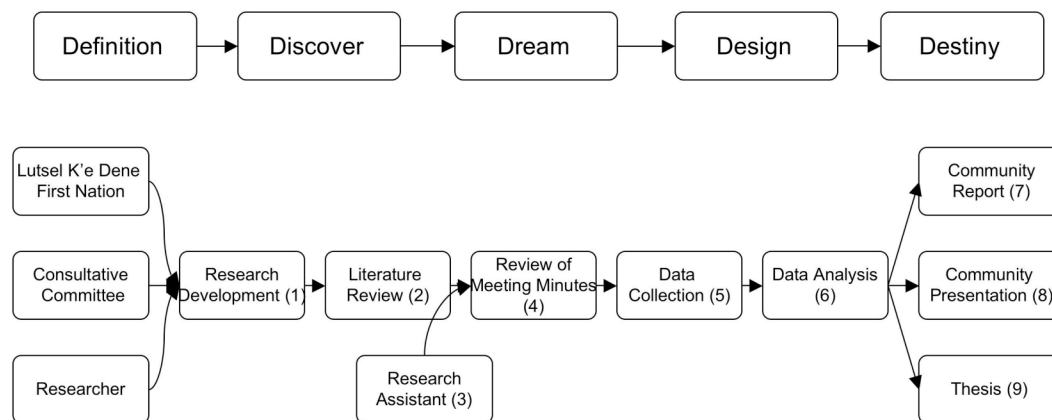 Definition
Discover
Dream
Design
Destiny
Lutsel K'e Dene
First Nation
Consultative
Committee
Researcher
Research
Development (1)
Literature
Review (2)
Research
Assistant (3)
Review of
Meeting Minutes
(4)
Data
Collection (5)
Data Analysis
(6)
Community
Report (7)
Community
Presentation (8)
Thesis (9)